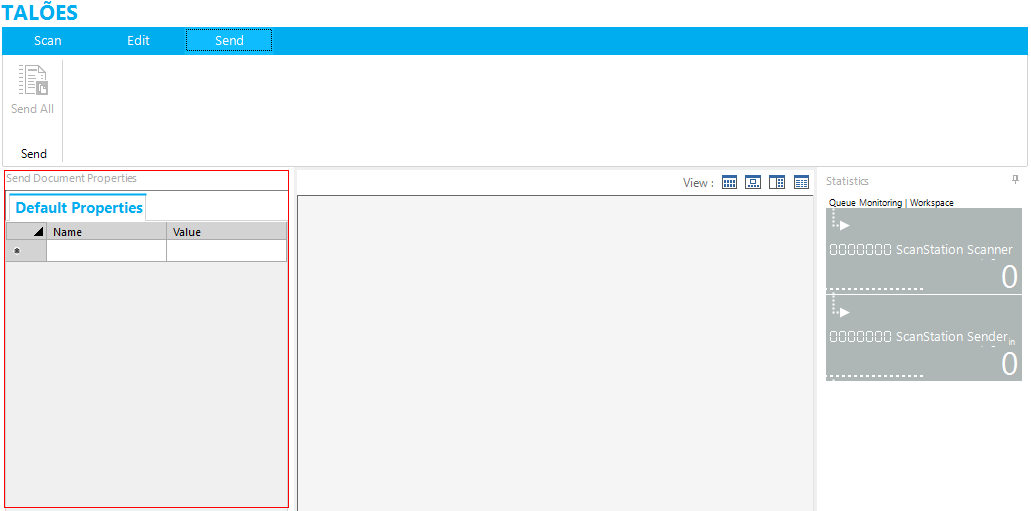 TALÕES
Scan Edit Send
Send All
Send
Send Document Properties
Default Properties
Name Value
*
View :
Statistics
Queue Monitoring | Workspace
0000000 ScanStation Scanner
0
0000000 ScanStation Sender in
0